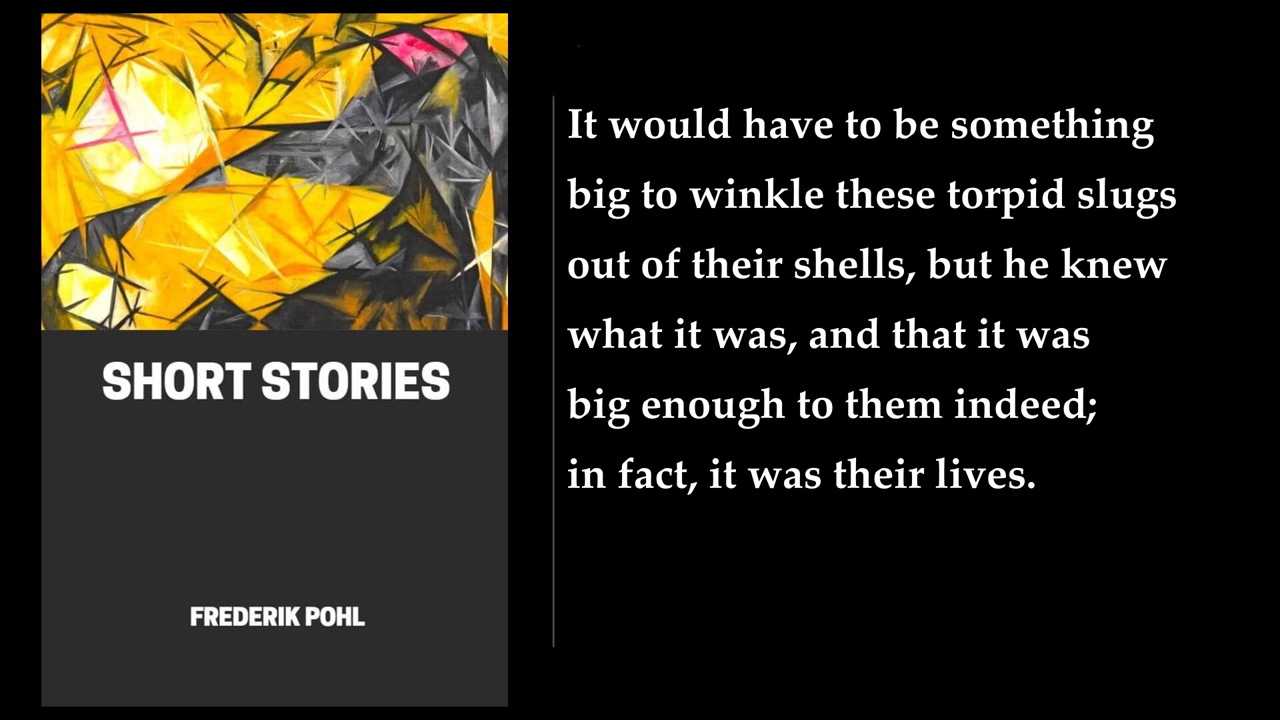 SHORT STORIES
FREDERIK POHL
It would have to be something
big to winkle these torpid slugs
out of their shells, but he knew
what it was, and that it was
big enough to them indeed;
in fact, it was their lives.